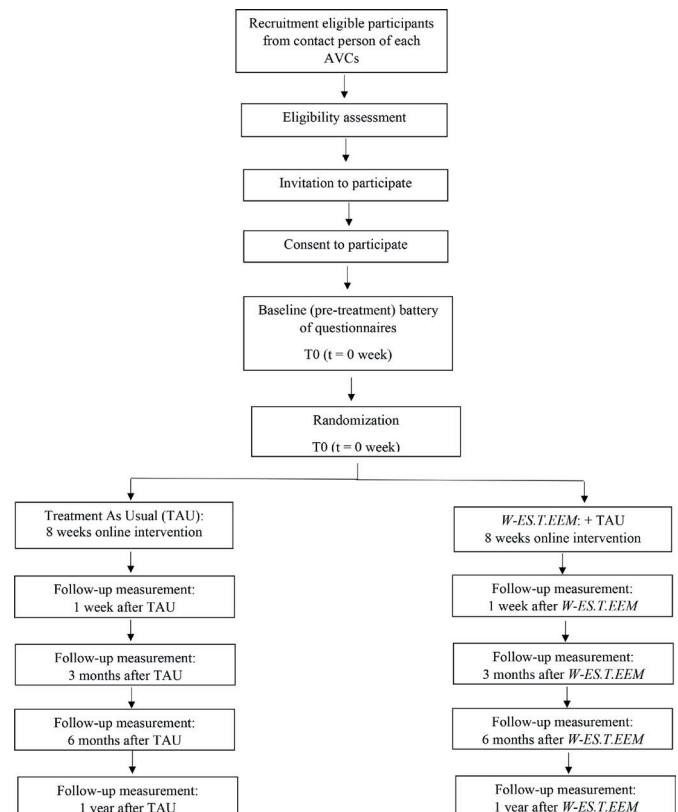 Recruitment eligible participants
from contact person of each
AVCs
Eligibility assessment
Invitation to participate
Consent to participate
Baseline (pre-treatment) battery
of questionnaires
T0 (t = 0 week)
Randomization
T0 (t = 0 week)
Treatment As Usual (TAU):
8 weeks online intervention
Follow-up measurement:
1 week after TAU
Follow-up measurement:
3 months after TAU
Follow-up measurement:
6 months after TAU
Follow-up measurement:
1 year after TAU
W-ES.T.EEM: + TAU
8 weeks online intervention
Follow-up measurement:
1 week after W-ES.T.EEM
Follow-up measurement:
3 months after W-ES.T.EEM
Follow-up measurement:
6 months after W-ES.T.EEM
Follow-up measurement:
1 year after W-ES.T.EEM